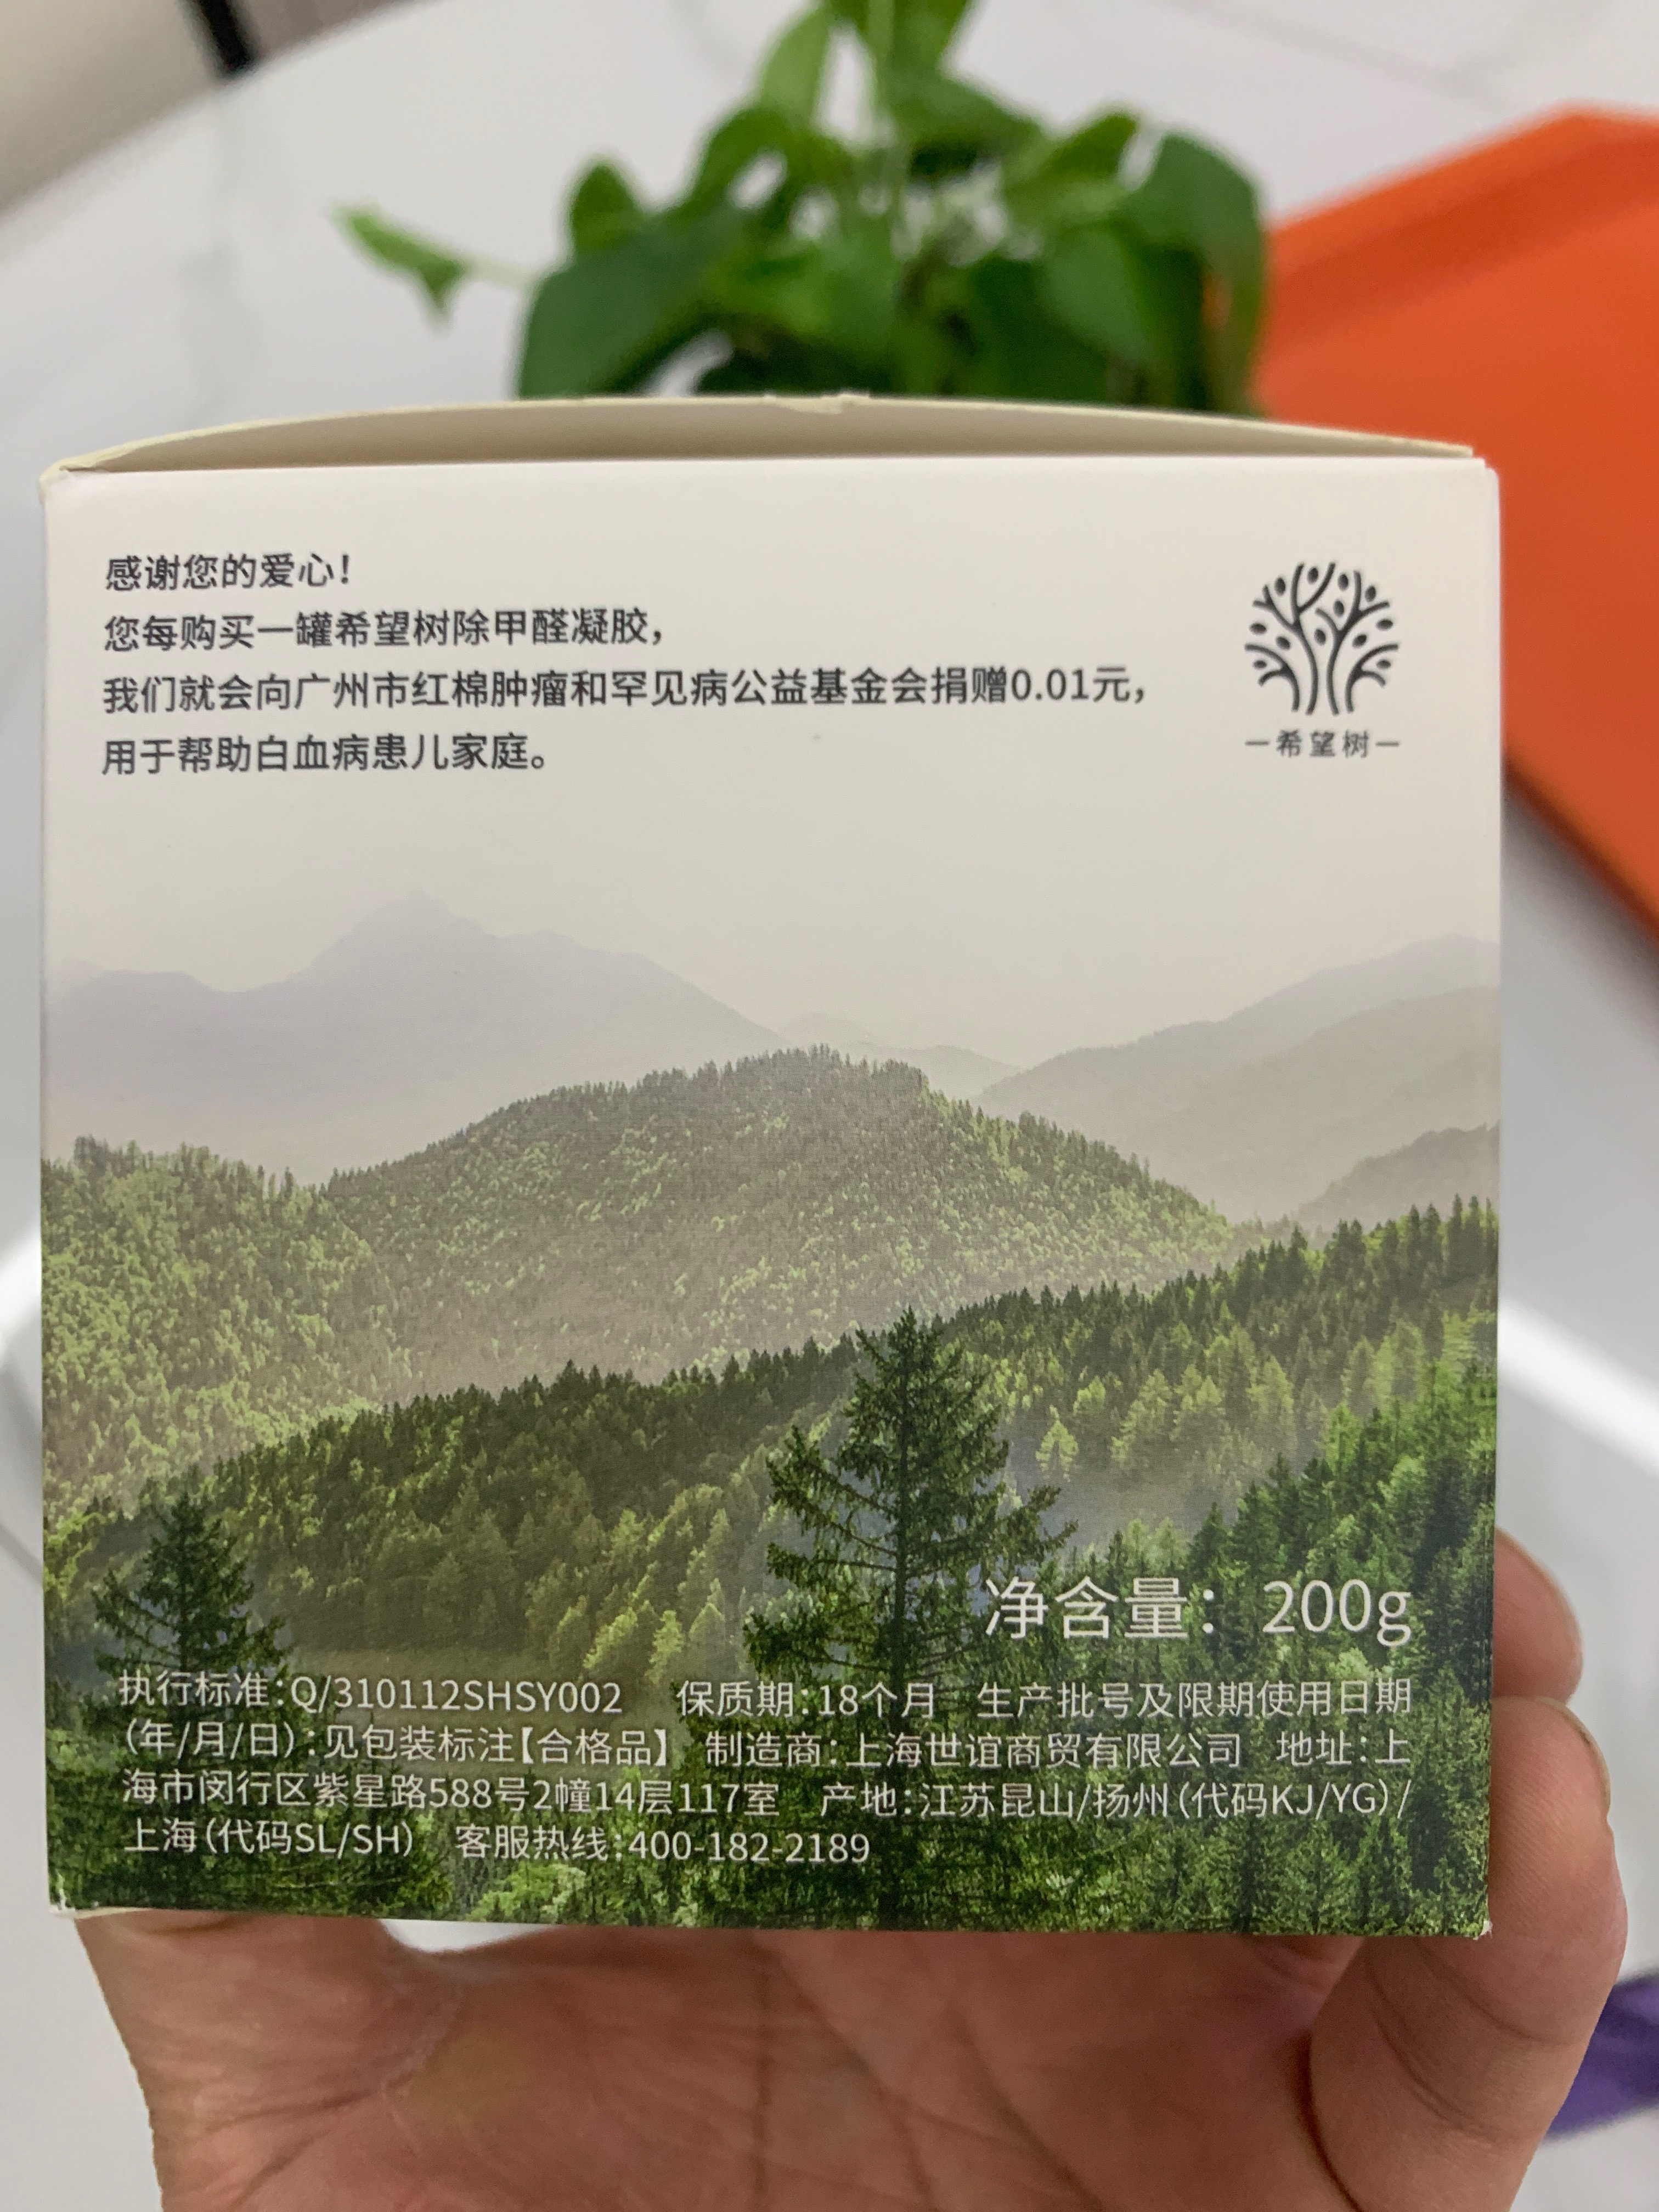 感谢您的爱心！
您每购买一罐希望树除甲醛凝胶，
我们就会向广州市红棉肿瘤和罕见病公益基金会捐赠0.01元，
用于帮助白血病患儿家庭。
希望树
净含量：200g
执行标准：Q/310112SHSY002 保质期：18个月 生产批号及限期使用日期
（年/月/日）：见包装标注【合格品】 制造商：上海世谊商贸有限公司 地址：上
海市闵行区紫星路588号2幢14层117室 产地：江苏昆山/扬州（代码KJ/YG）/
上海（代码SL/SH） 客服热线：400-182-2189